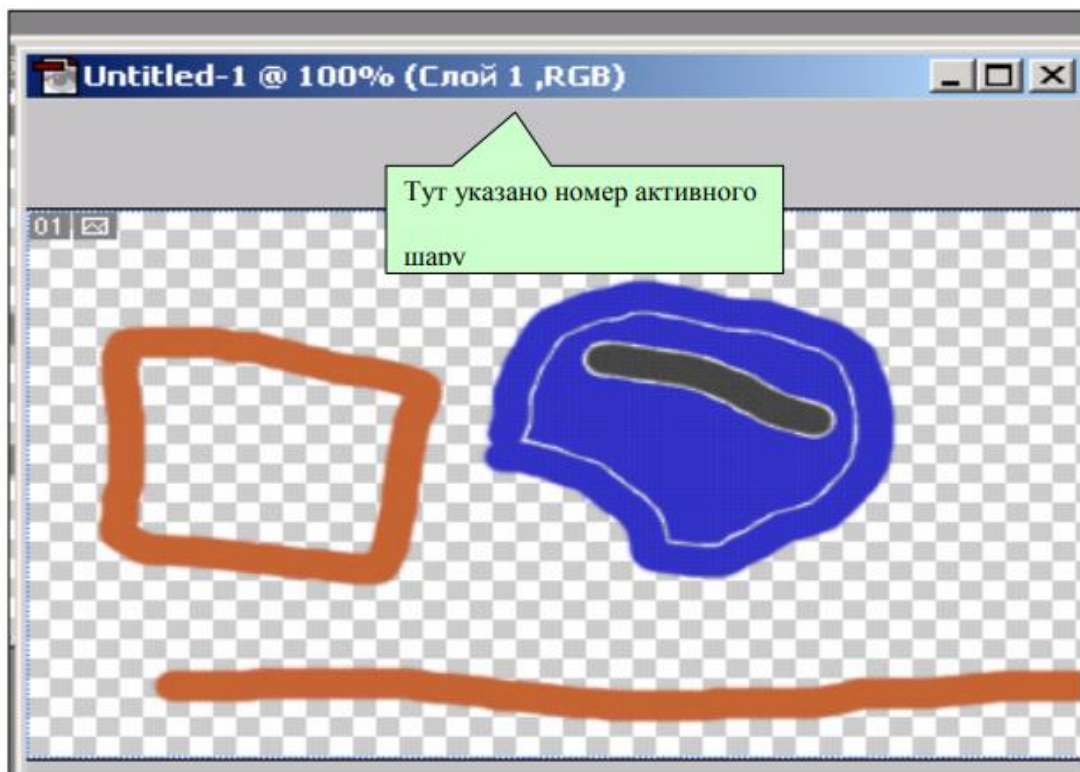 Untitled-1 @ 100% (Слой 1 ,RGB)
Тут указано номер активного
шару
01